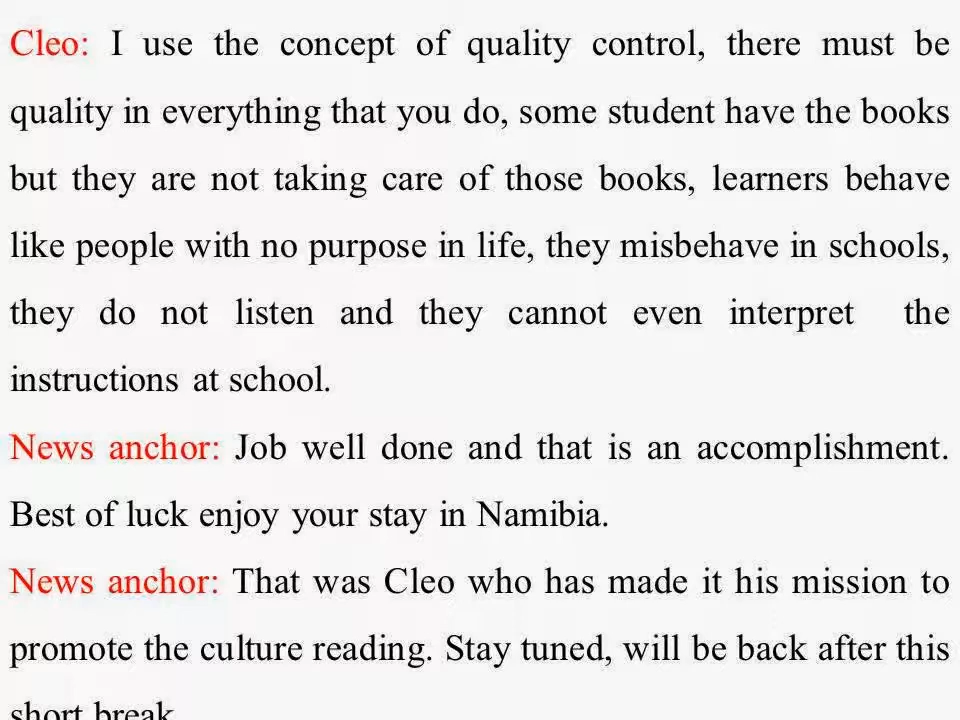 Cleo: I use the concept of quality control, there must be
quality in everything that you do, some student have the books
but they are not taking care of those books, learners behave
like people with no purpose in life, they misbehave in schools,
they do not listen and they cannot even interpret the
instructions at school.
News anchor: Job well done and that is an accomplishment.
Best of luck enjoy your stay in Namibia.
News anchor: That was Cleo who has made it his mission to
promote the culture reading. Stay tuned, will be back after this
short break